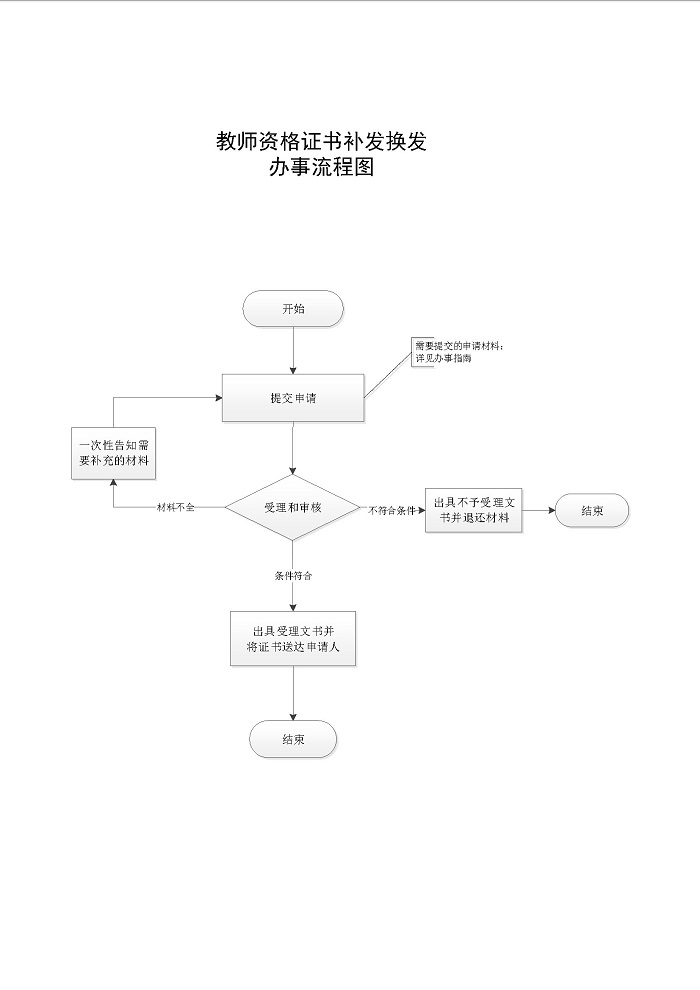 教师资格证书补发换发
办事流程图
开始
需要提交的申请材料：
详见办事指南
提交申请
一次性告知需
要补充的材料
材料不全
受理和审核
不符合条件
出具不予受理文
书并退还材料
结束
条件符合
出具受理文书并
将证书送达申请人
结束